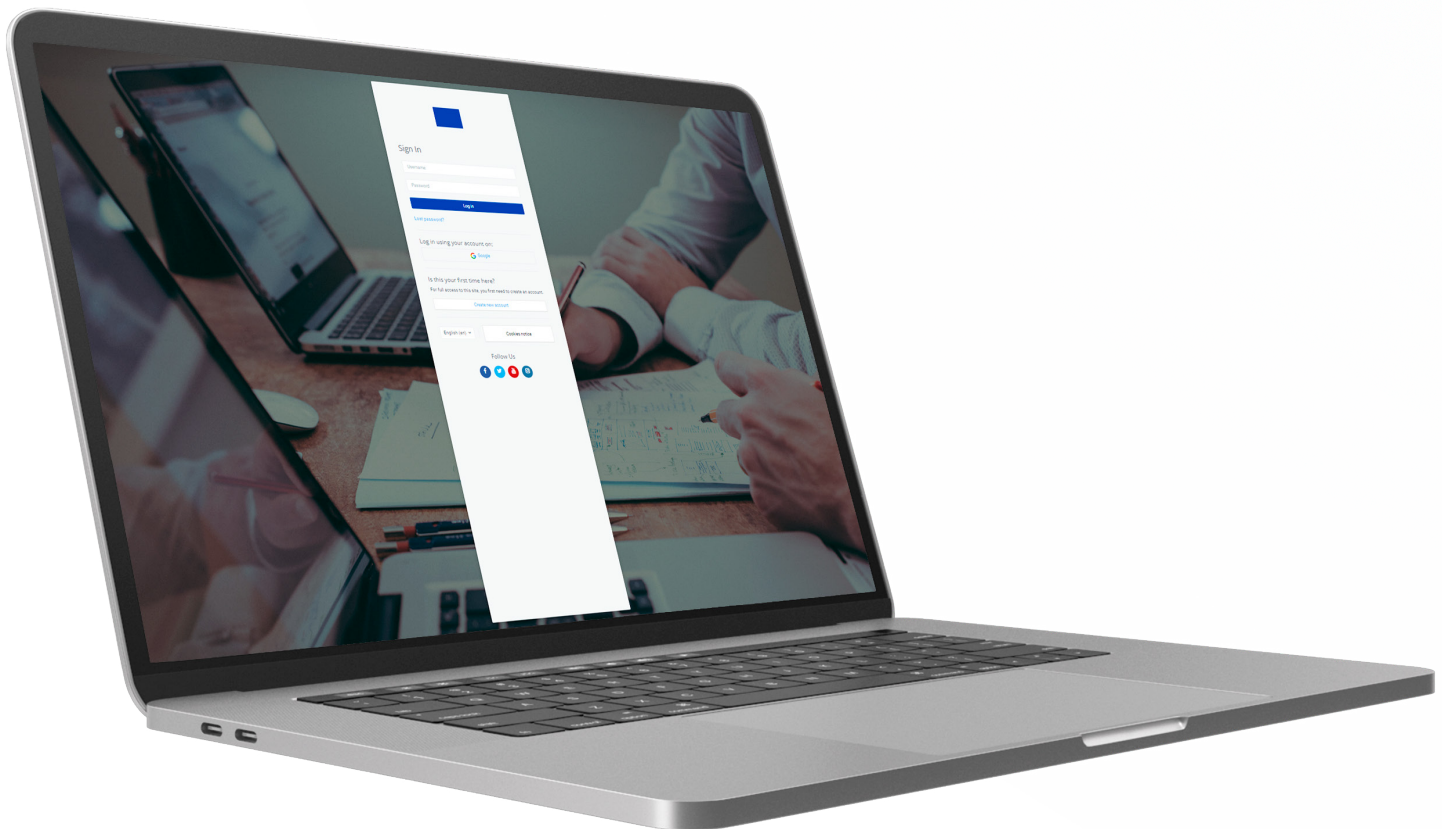 Sign In
Username
Password
Log in
Lost password?
Log in using your account on:
Google
Is this your first time here?
For full access to this site, you first need to create an account.
Create new account
English (en)
Cookies notice
Follow Us